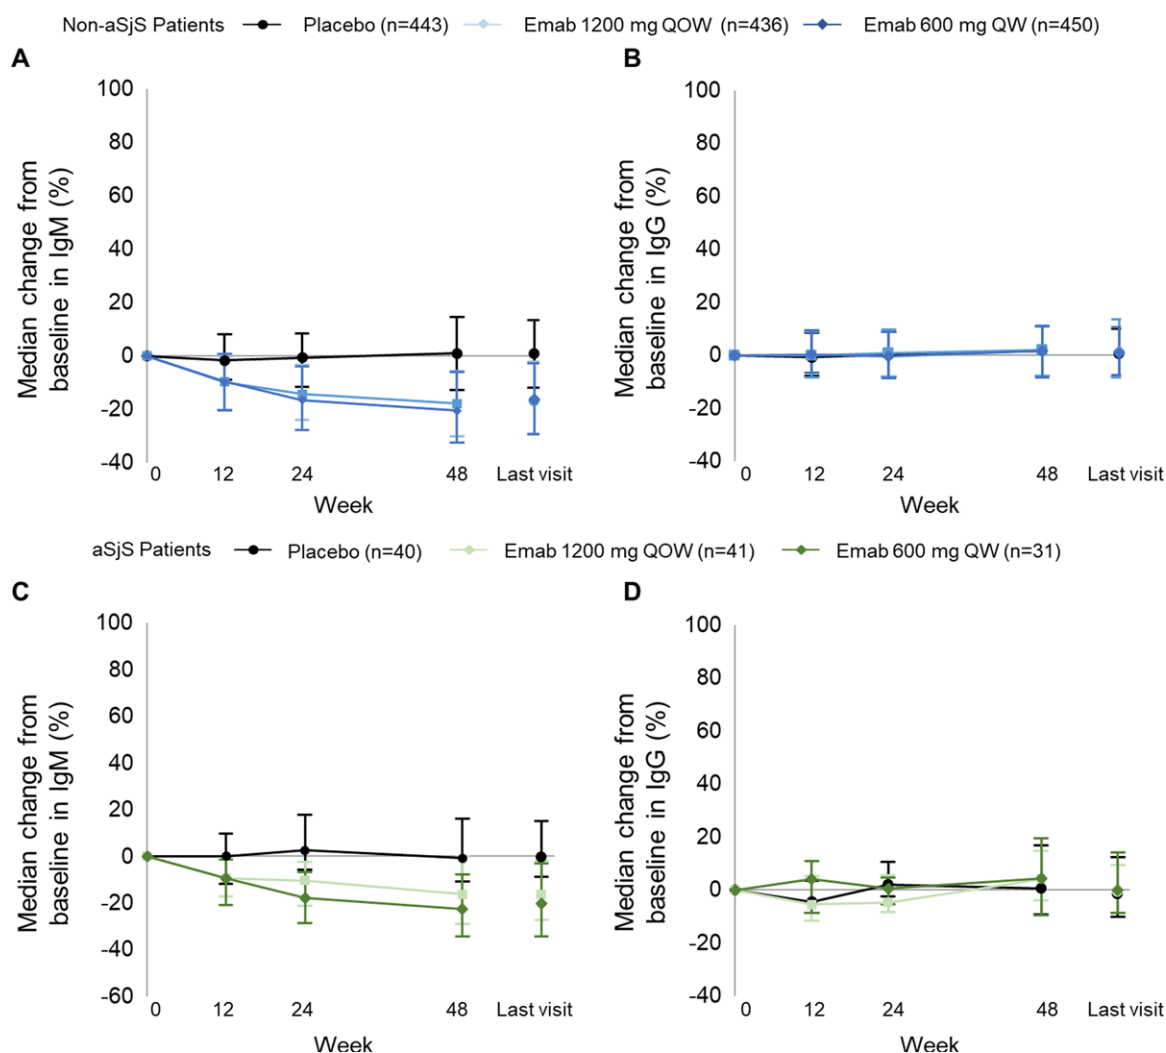 Non-aSjS Patients Placebo (n=443) Emab 1200 mg QOW (n=436) Emab 600 mg QW (n=450)
A
Median change from
baseline in IgM (%)
100
80
60
40
20
0
-20
-40
0 12 24 48 Last visit
Week
B
Median change from
baseline in IgG (%)
100
80
60
40
20
0
-20
-40
0 12 24 48 Last visit
Week
aSjS Patients Placebo (n=40) Emab 1200 mg QOW (n=41) Emab 600 mg QW (n=31)
C
Median change from
baseline in IgM (%)
100
80
60
40
20
0
-20
-40
-60
0 12 24 48 Last visit
Week
D
Median change from
baseline in IgG (%)
100
80
60
40
20
0
-20
-40
0 12 24 48 Last visit
Week